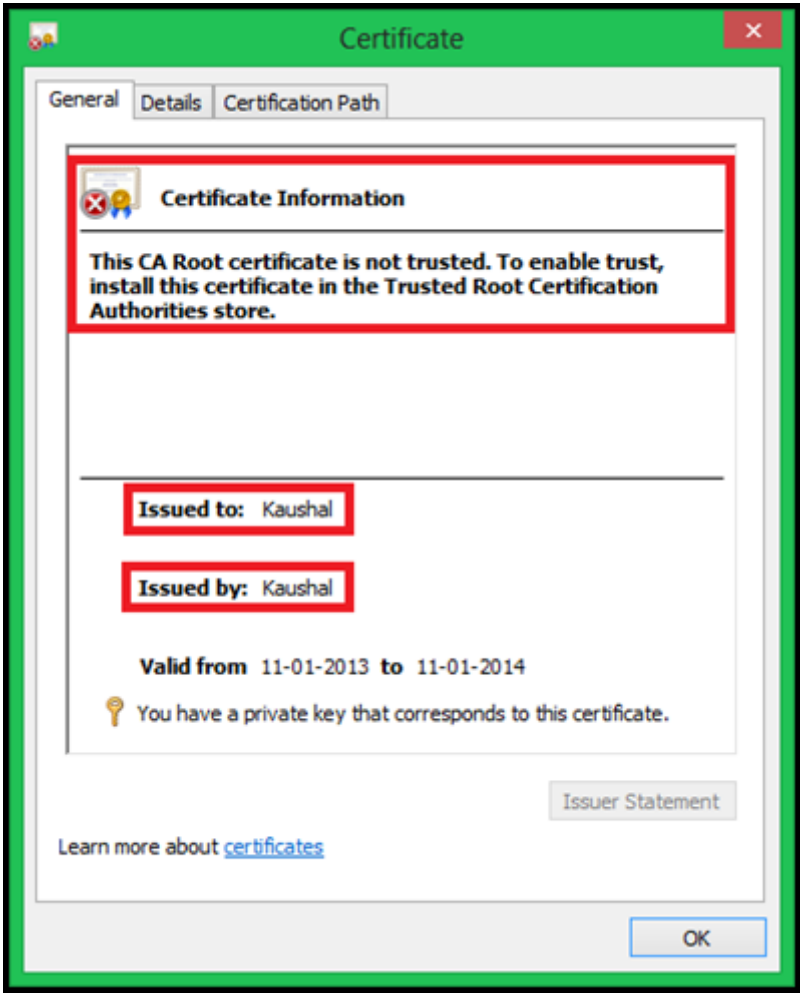 Certificate
General Details Certification Path
Certificate Information
This CA Root certificate is not trusted. To enable trust,
install this certificate in the Trusted Root Certification
Authorities store.
Issued to: Kaushal
Issued by: Kaushal
Valid from 11-01-2013 to 11-01-2014
You have a private key that corresponds to this certificate.
Issuer Statement
Learn more about certificates
OK